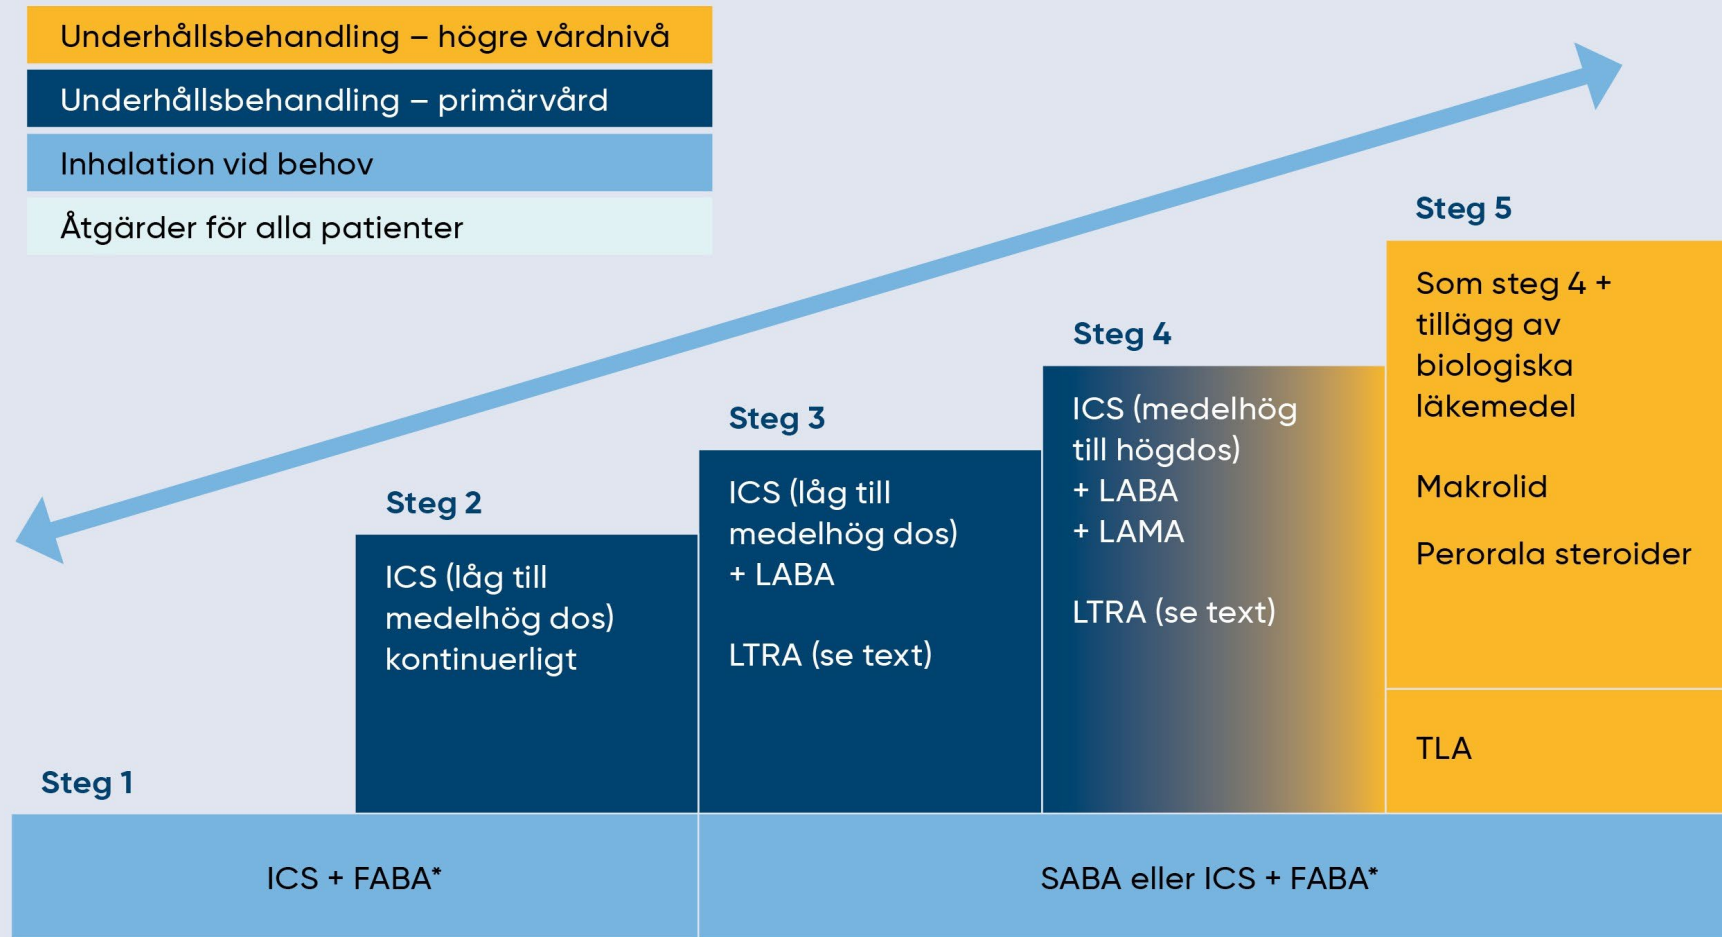 Underhållsbehandling – högre vårdnivå
Underhållsbehandling – primärvård
Inhalation vid behov
Åtgärder för alla patienter
Steg 1
Steg 2
ICS (låg till
medelhög dos)
kontinuerligt
Steg 3
ICS (låg till
medelhög dos)
+ LABA
LTRA (se text)
Steg 4
ICS (medelhög
till högdos)
+ LABA
+ LAMA
LTRA (se text)
Steg 5
Som steg 4 +
tillägg av
biologiska
läkemedel
Makrolid
Perorala steroider
TLA
ICS + FABA*
SABA eller ICS + FABA*